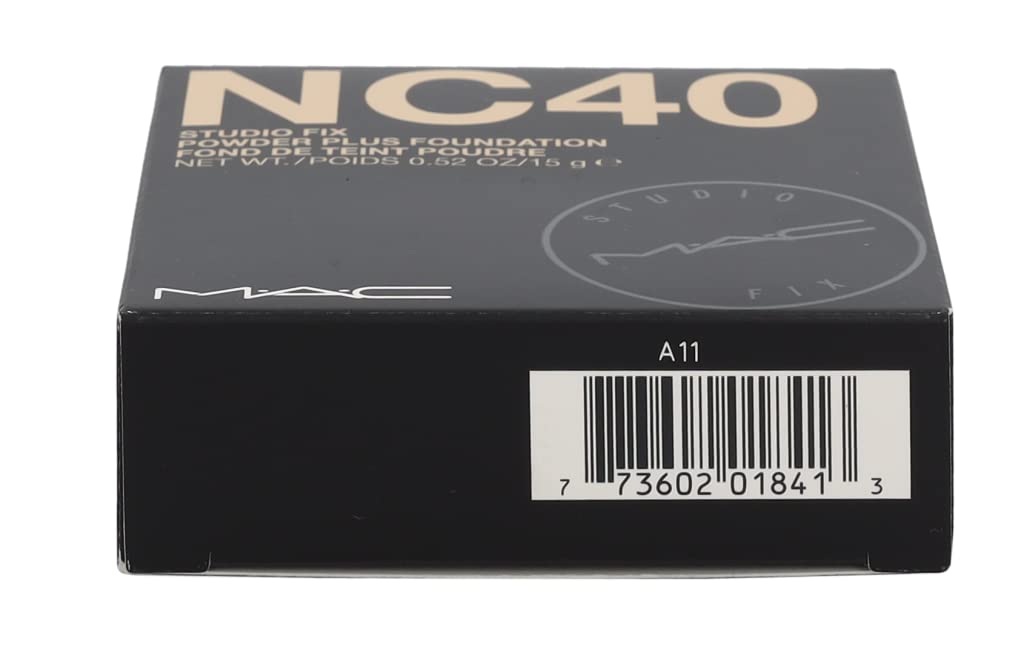 NC40
STUDIO FIX
POWDER PLUS FOUNDATION
FOND DE TEINT POUDRE
NET WT./POIDS 0.52 OZ/15 g ℮
STUDIO
M·A·C
FIX
M·A·C
A11
7 73602 01841 3